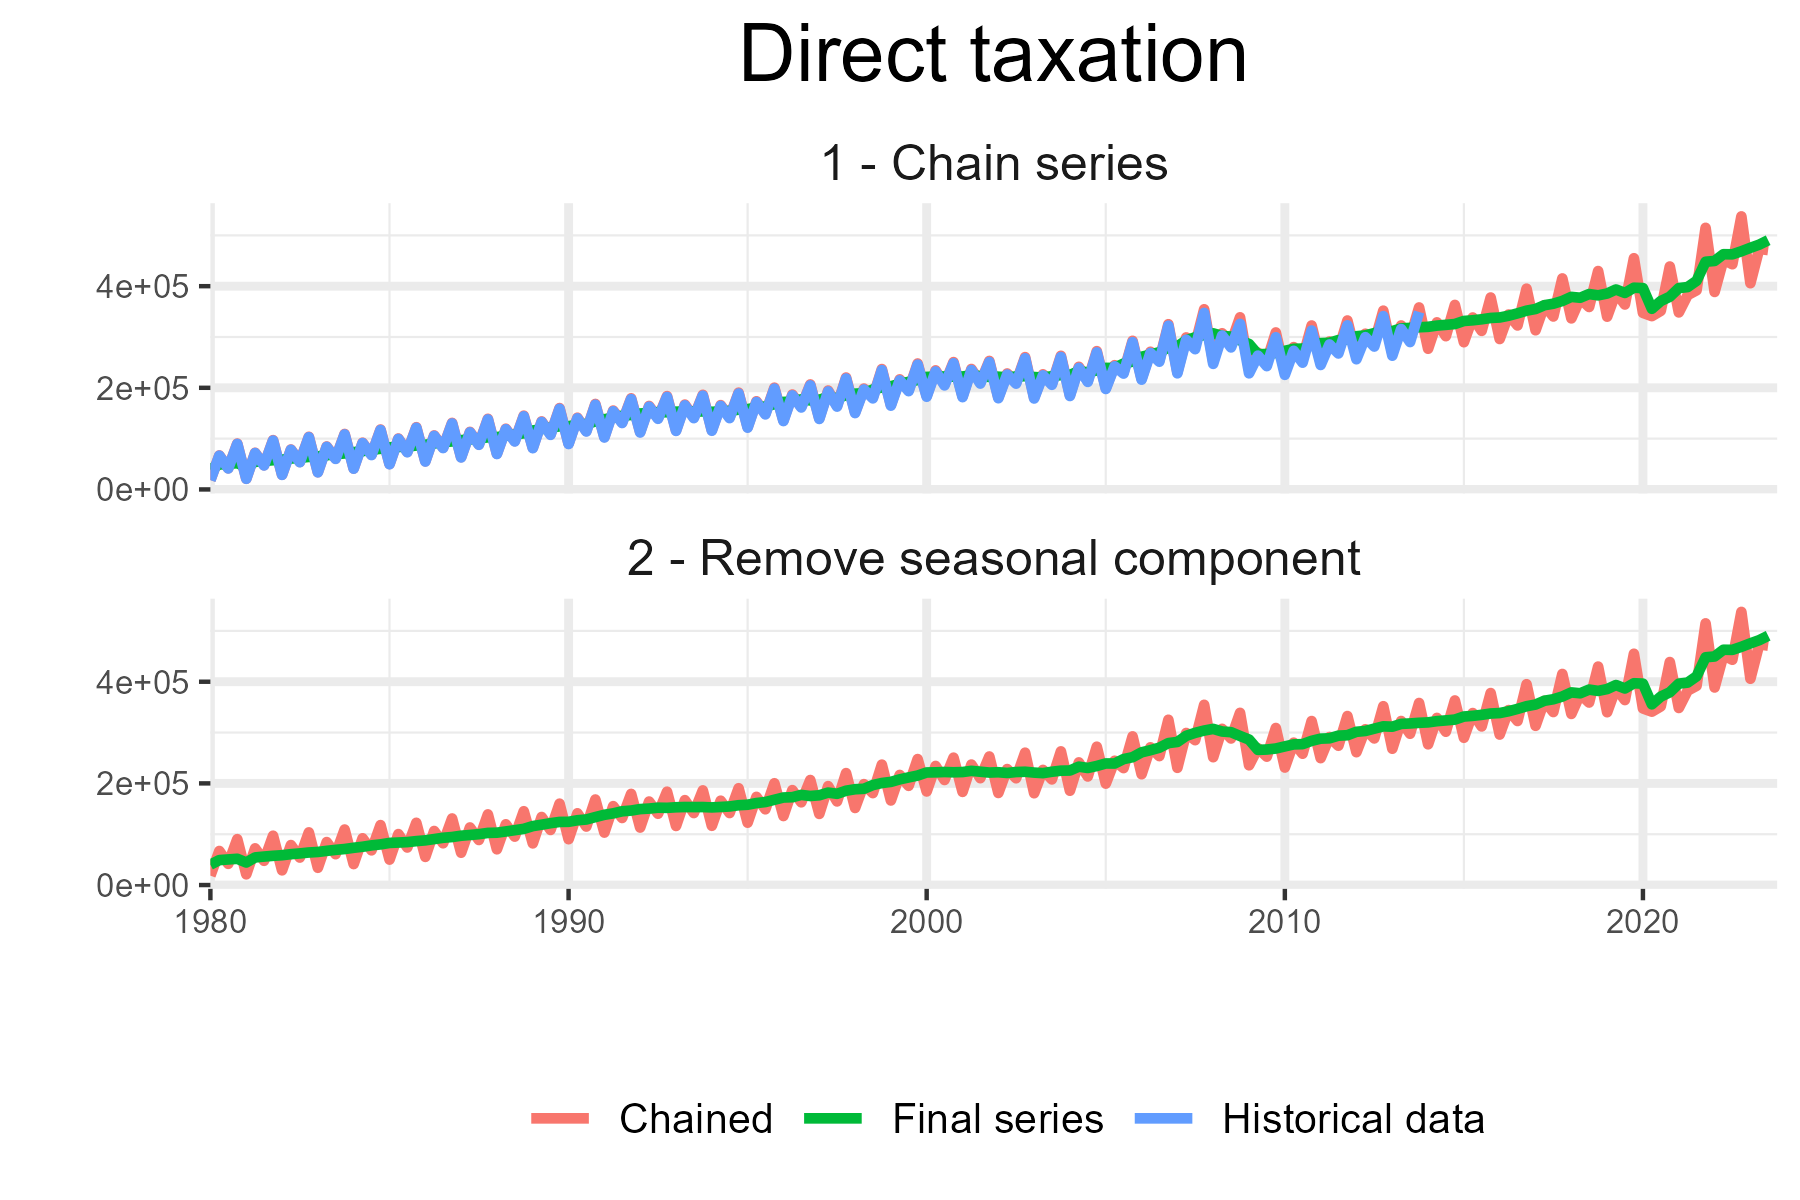 Direct taxation
1 - Chain series
4e+05
2e+05
0e+00
2 - Remove seasonal component
4e+05
2e+05
0e+00
1980 1990 2000 2010 2020
Chained Final series Historical data